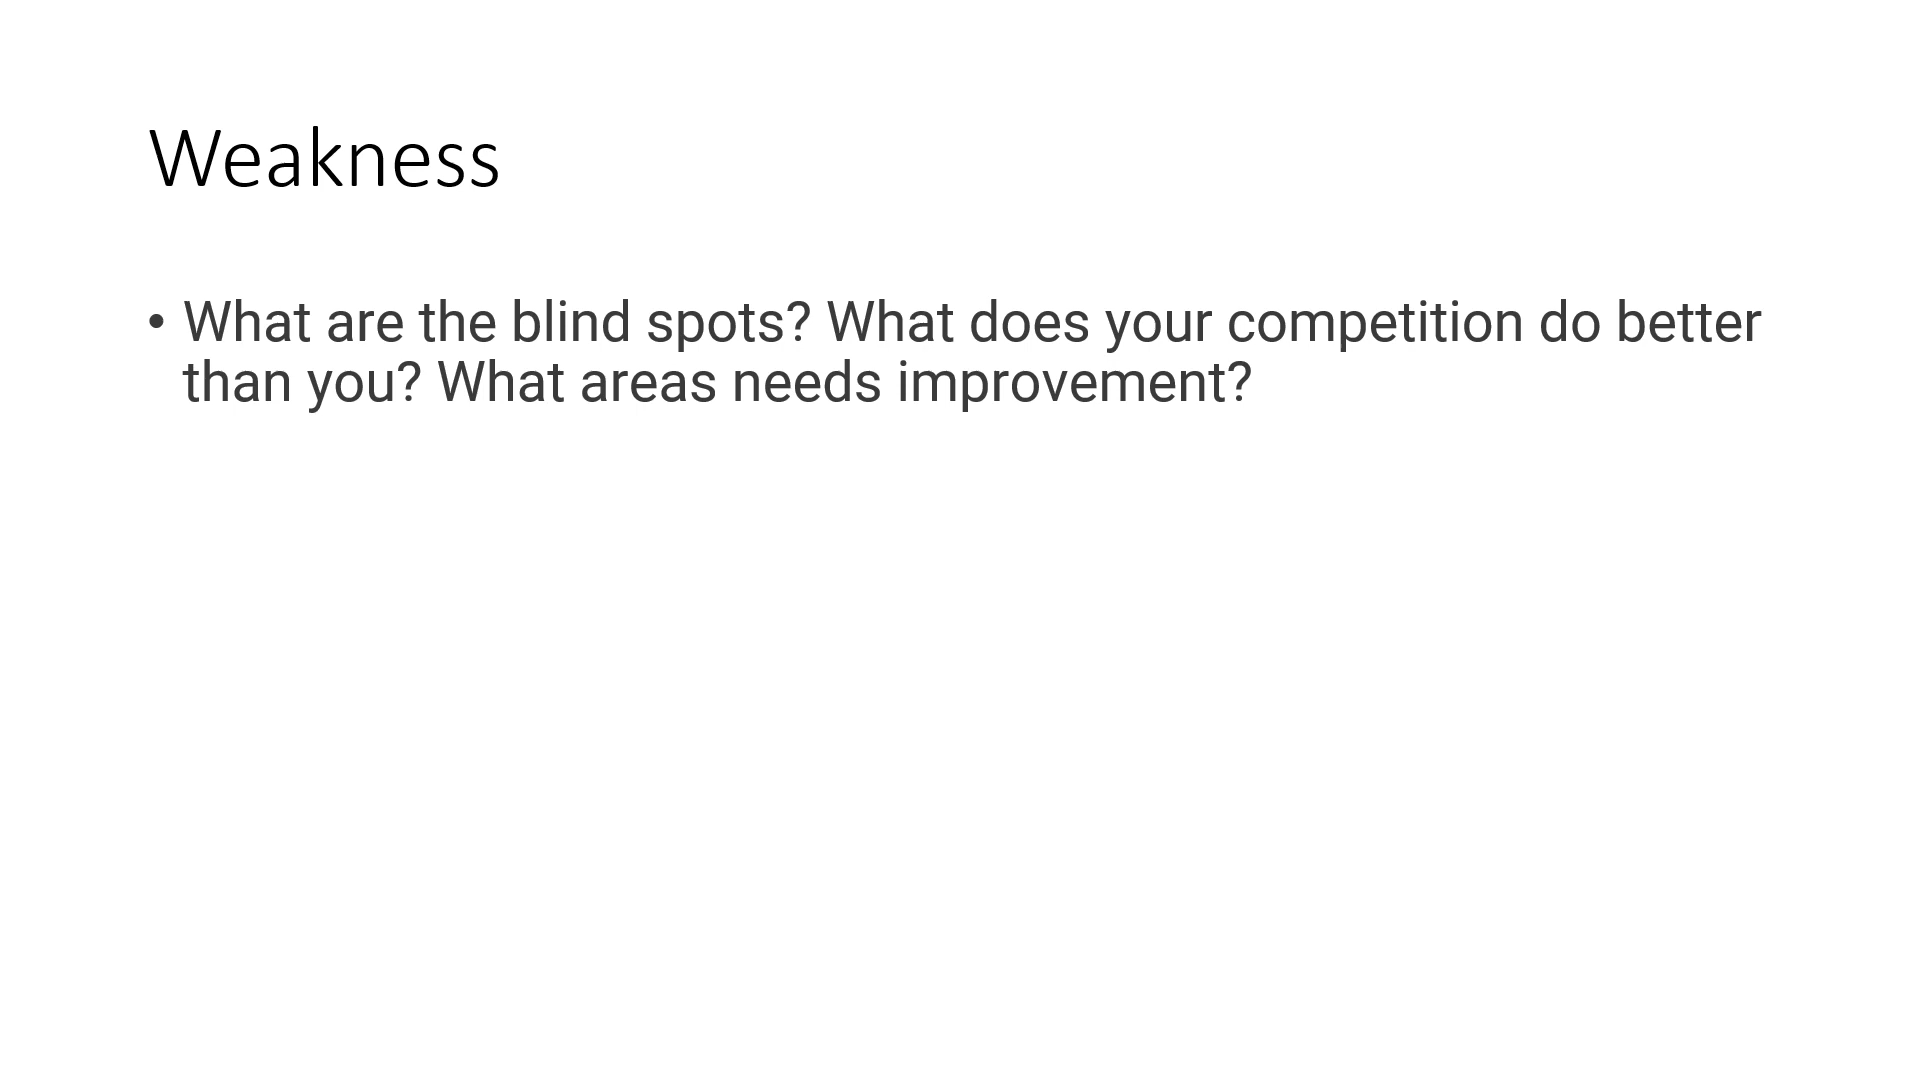 Weakness
• What are the blind spots? What does your competition do better
than you? What areas needs improvement?